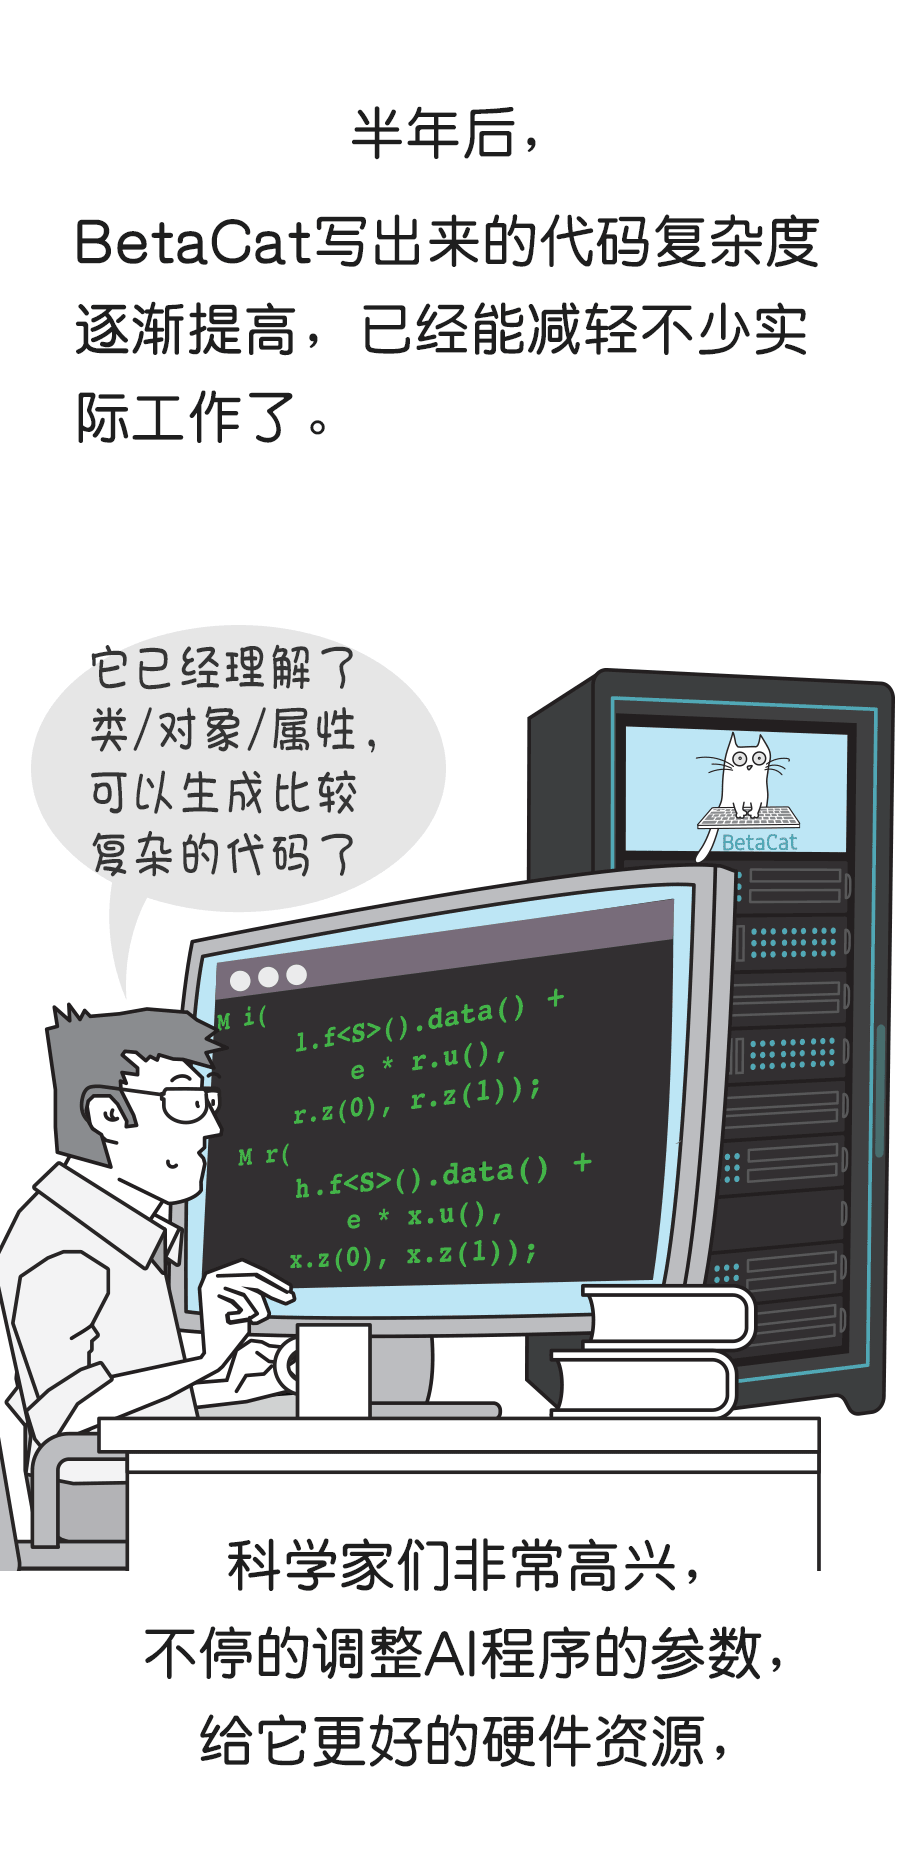 半年后，
BetaCat写出来的代码复杂度
逐渐提高，已经能减轻不少实
际工作了。
它已经理解了
类/对象/属性，
可以生成比较
复杂的代码了
BetaCat
M i(
l.f<S>().data() +
e * r.u(),
r.z(0), r.z(1));
M r(
h.f<S>().data() +
e * x.u(),
x.z(0), x.z(1));
科学家们非常高兴，
不停的调整AI程序的参数，
给它更好的硬件资源，